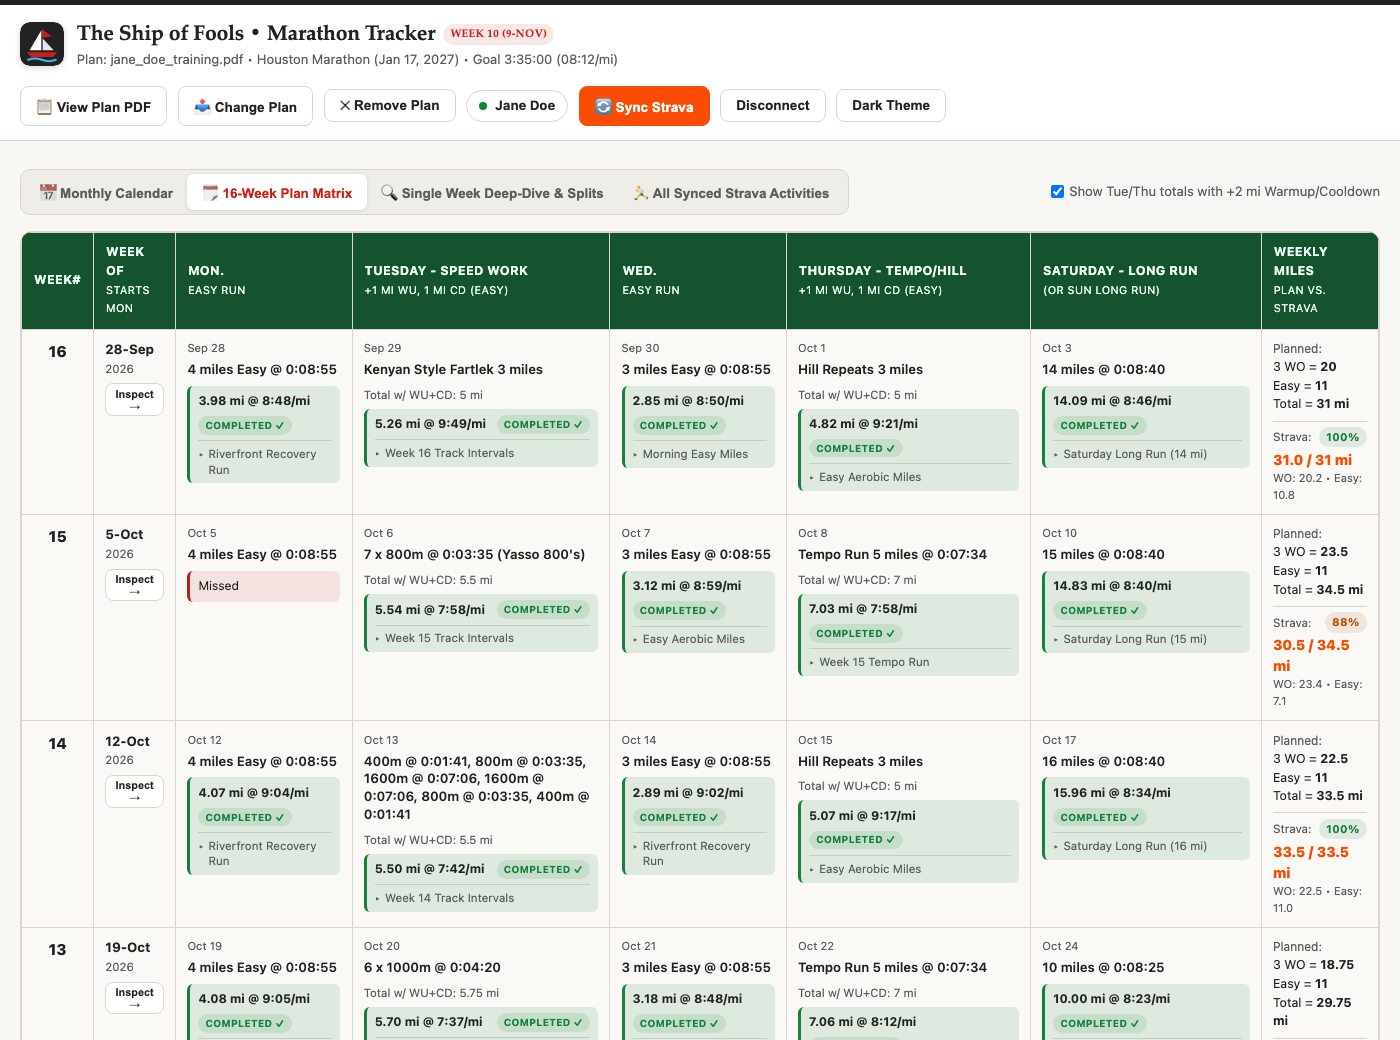 The Ship of Fools • Marathon Tracker WEEK 10 (9-NOV)
Plan: jane_doe_training.pdf • Houston Marathon (Jan 17, 2027) • Goal 3:35:00 (08:12/mi)
View Plan PDF
Change Plan
✕ Remove Plan
Jane Doe
Sync Strava
Disconnect
Dark Theme
Monthly Calendar
16-Week Plan Matrix
Single Week Deep-Dive & Splits
All Synced Strava Activities
Show Tue/Thu totals with +2 mi Warmup/Cooldown
WEEK#
WEEK
OF
STARTS
MON
MON.
EASY RUN
TUESDAY - SPEED WORK
+1 MI WU, 1 MI CD (EASY)
WED.
EASY RUN
THURSDAY - TEMPO/HILL
+1 MI WU, 1 MI CD (EASY)
SATURDAY - LONG RUN
(OR SUN LONG RUN)
WEEKLY
MILES
PLAN VS.
STRAVA
16
28-Sep
2026
Inspect
→
Sep 28
4 miles Easy @ 0:08:55
3.98 mi @ 8:48/mi
COMPLETED ✓
‣ Riverfront Recovery
Run
Sep 29
Kenyan Style Fartlek 3 miles
Total w/ WU+CD: 5 mi
5.26 mi @ 9:49/mi COMPLETED ✓
‣ Week 16 Track Intervals
Sep 30
3 miles Easy @ 0:08:55
2.85 mi @ 8:50/mi
COMPLETED ✓
‣ Morning Easy Miles
Oct 1
Hill Repeats 3 miles
Total w/ WU+CD: 5 mi
4.82 mi @ 9:21/mi
COMPLETED ✓
‣ Easy Aerobic Miles
Oct 3
14 miles @ 0:08:40
14.09 mi @ 8:46/mi
COMPLETED ✓
‣ Saturday Long Run (14 mi)
Planned:
3 WO = 20
Easy = 11
Total = 31 mi
Strava: 100%
31.0 / 31 mi
WO: 20.2 • Easy:
10.8
15
5-Oct
2026
Inspect
→
Oct 5
4 miles Easy @ 0:08:55
Missed
Oct 6
7 x 800m @ 0:03:35 (Yasso 800's)
Total w/ WU+CD: 5.5 mi
5.54 mi @ 7:58/mi COMPLETED ✓
‣ Week 15 Track Intervals
Oct 7
3 miles Easy @ 0:08:55
3.12 mi @ 8:59/mi
COMPLETED ✓
‣ Easy Aerobic Miles
Oct 8
Tempo Run 5 miles @ 0:07:34
Total w/ WU+CD: 7 mi
7.03 mi @ 7:58/mi
COMPLETED ✓
‣ Week 15 Tempo Run
Oct 10
15 miles @ 0:08:40
14.83 mi @ 8:40/mi
COMPLETED ✓
‣ Saturday Long Run (15 mi)
Planned:
3 WO = 23.5
Easy = 11
Total = 34.5 mi
Strava: 88%
30.5 / 34.5
mi
WO: 23.4 • Easy:
7.1
14
12-Oct
2026
Inspect
→
Oct 12
4 miles Easy @ 0:08:55
4.07 mi @ 9:04/mi
COMPLETED ✓
‣ Riverfront Recovery
Run
Oct 13
400m @ 0:01:41, 800m @ 0:03:35,
1600m @ 0:07:06, 1600m @
0:07:06, 800m @ 0:03:35, 400m @
0:01:41
Total w/ WU+CD: 5.5 mi
5.50 mi @ 7:42/mi COMPLETED ✓
‣ Week 14 Track Intervals
Oct 14
3 miles Easy @ 0:08:55
2.89 mi @ 9:02/mi
COMPLETED ✓
‣ Riverfront Recovery
Run
Oct 15
Hill Repeats 3 miles
Total w/ WU+CD: 5 mi
5.07 mi @ 9:17/mi
COMPLETED ✓
‣ Easy Aerobic Miles
Oct 17
16 miles @ 0:08:40
15.96 mi @ 8:34/mi
COMPLETED ✓
‣ Saturday Long Run (16 mi)
Planned:
3 WO = 22.5
Easy = 11
Total = 33.5 mi
Strava: 100%
33.5 / 33.5
mi
WO: 22.5 • Easy:
11.0
13
19-Oct
2026
Inspect
→
Oct 19
4 miles Easy @ 0:08:55
4.08 mi @ 9:05/mi
COMPLETED ✓
Oct 20
6 x 1000m @ 0:04:20
Total w/ WU+CD: 5.75 mi
5.70 mi @ 7:37/mi COMPLETED ✓
Oct 21
3 miles Easy @ 0:08:55
3.18 mi @ 8:48/mi
COMPLETED ✓
Oct 22
Tempo Run 5 miles @ 0:07:34
Total w/ WU+CD: 7 mi
7.06 mi @ 8:12/mi
Oct 24
10 miles @ 0:08:25
10.00 mi @ 8:23/mi
COMPLETED ✓
Planned:
3 WO = 18.75
Easy = 11
Total = 29.75
mi